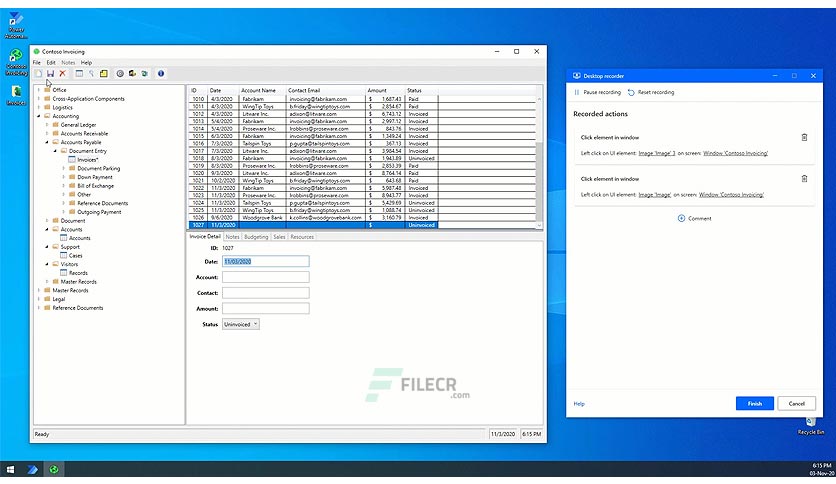 Power
Automa...
Contoso
Invoicing
Invoices
Contoso Invoicing
File Edit Notes Help
Office
Cross-Application Components
Logistics
Accounting
General Ledger
Accounts Receivable
Accounts Payable
Document Entry
Invoices*
Document Parking
Down Payment
Bill of Exchange
Other
Reference Documents
Outgoing Payment
Document
Accounts
Accounts
Support
Cases
Visitors
Records
Master Records
Master Records
Legal
Reference Documents
ID Date Account Name Contact Email Amount Status
1010 4/3/2020 Fabrikam invoicing@fabrikam.com $ 1,687.43 Paid
1011 4/3/2020 WingTip Toys b.friday@wingtiptoys.com $ 2,854.67 Paid
1012 4/3/2020 Litware Inc. adixon@litware.com $ 6,743.12 Invoiced
1013 4/5/2020 Fabrikam invoicing@fabrikam.com $ 2,997.12 Invoiced
1014 5/4/2020 Proseware Inc. lrobbins@proseware.com $ 843.76 Invoiced
1015 6/3/2020 Fabrikam invoicing@fabrikam.com $ 1,349.24 Invoiced
1016 7/3/2020 Tailspin Toys p.gupta@tailspintoys.com $ 367.13 Invoiced
1017 7/3/2020 Litware Inc. adixon@litware.com $ 3,984.54 Invoiced
1018 8/3/2020 Fabrikam invoicing@fabrikam.com $ 1,943.89 Uninvoiced
1019 8/3/2020 Proseware Inc. lrobbins@proseware.com $ 2,853.39 Paid
1020 9/3/2020 Litware Inc. adixon@litware.com $ 8,764.14 Paid
1021 10/2/2020 WingTip Toys b.friday@wingtiptoys.com $ 643.68 Paid
1022 11/3/2020 Fabrikam invoicing@fabrikam.com $ 5,987.48 Invoiced
1023 11/3/2020 Proseware Inc. lrobbins@proseware.com $ 8,943.77 Invoiced
1024 11/3/2020 Tailspin Toys p.gupta@tailspintoys.com $ 5,429.69 Uninvoiced
1025 11/3/2020 WingTip Toys b.friday@wingtiptoys.com $ 1,088.74 Uninvoiced
1026 9/6/2020 Woodgrove Bank k.collins@woodgrovebank.com $ 3,160.79 Invoiced
1027 11/3/2020 $ Uninvoiced
Invoice Detail Notes Budgeting Sales Resources
ID: 1027
Date: 11/03/2020
Account:
Contact:
Amount:
Status Uninvoiced
FILECR
.com
Ready
11/3/2020 6:15 PM
Desktop recorder
Pause recording Reset recording
Recorded actions
Click element in window
Left click on UI element: Image 'Image' 3 on screen: Window 'Contoso Invoicing'
Click element in window
Left click on UI element: Image 'Image' on screen: Window 'Contoso Invoicing'
Comment
Help
Finish
Cancel
Recycle Bin
6:15 PM
03-Nov-20